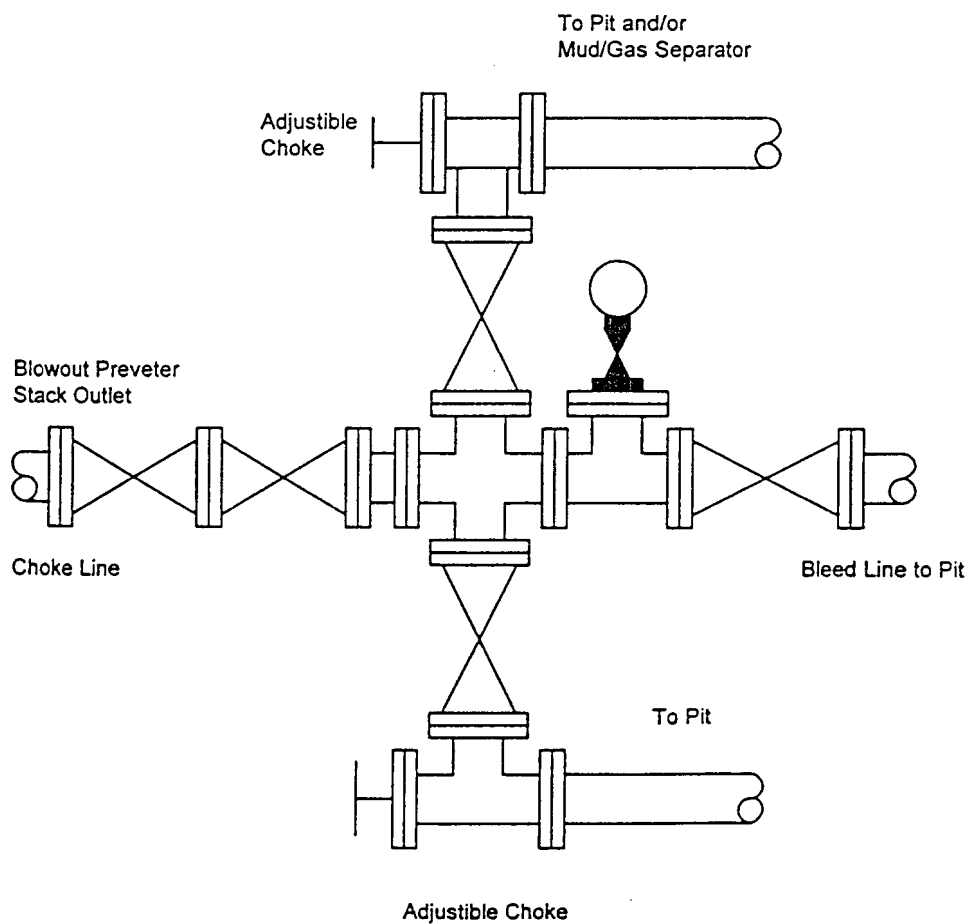 To Pit and/or
Mud/Gas Separator
Adjustible
Choke
Blowout Preveter
Stack Outlet
Choke Line
Bleed Line to Pit
To Pit
Adjustible Choke